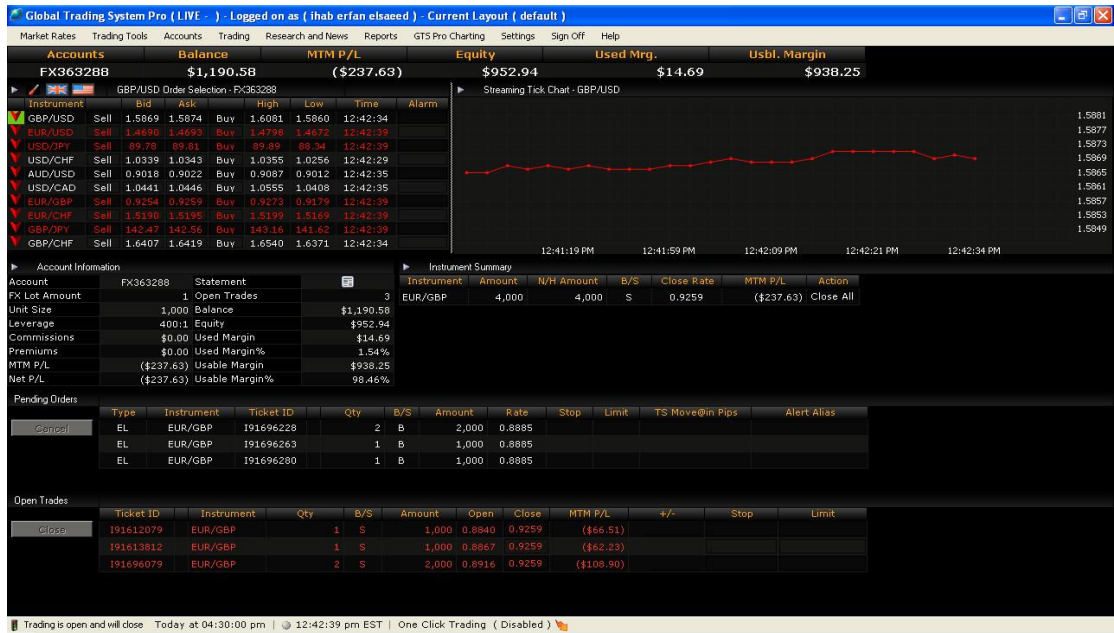 Global Trading System Pro ( LIVE - ) - Logged on as ( ihab erfan elsaeed ) - Current Layout ( default )
Market Rates Trading Tools Accounts Trading Research and News Reports GTS Pro Charting Settings Sign Off Help
Accounts Balance MTM P/L Equity Used Mrg. Usbl. Margin
FX363288 $1,190.58 ($237.63) $952.94 $14.69 $938.25
GBP/USD Order Selection - FX363288
Instrument Bid Ask High Low Time Alarm
GBP/USD Sell 1.5869 1.5874 Buy 1.6081 1.5860 12:42:34
EUR/USD Sell 1.4690 1.4693 Buy 1.4798 1.4672 12:42:39
USD/JPY Sell 89.78 89.81 Buy 89.89 88.34 12:42:39
USD/CHF Sell 1.0339 1.0343 Buy 1.0355 1.0256 12:42:29
AUD/USD Sell 0.9018 0.9022 Buy 0.9087 0.9012 12:42:35
USD/CAD Sell 1.0441 1.0446 Buy 1.0555 1.0408 12:42:35
EUR/GBP Sell 0.9254 0.9259 Buy 0.9273 0.9179 12:42:39
EUR/CHF Sell 1.5190 1.5195 Buy 1.5199 1.5169 12:42:39
GBP/JPY Sell 142.47 142.56 Buy 143.16 141.62 12:42:39
GBP/CHF Sell 1.6407 1.6419 Buy 1.6540 1.6371 12:42:34
Streaming Tick Chart - GBP/USD
1.5881
1.5877
1.5873
1.5869
1.5865
1.5861
1.5857
1.5853
1.5849
12:41:19 PM 12:41:59 PM 12:42:09 PM 12:42:21 PM 12:42:34 PM
Account Information
Account FX363288 Statement
FX Lot Amount 1 Open Trades 3
Unit Size 1,000 Balance $1,190.58
Leverage 400:1 Equity $952.94
Commissions $0.00 Used Margin $14.69
Premiums $0.00 Used Margin% 1.54%
MTM P/L ($237.63) Usable Margin $938.25
Net P/L ($237.63) Usable Margin% 98.46%
Instrument Summary
Instrument Amount N/H Amount B/S Close Rate MTM P/L Action
EUR/GBP 4,000 4,000 S 0.9259 ($237.63) Close All
Pending Orders
Type Instrument Ticket ID Qty B/S Amount Rate Stop Limit TS Move@in Pips Alert Alias
Cancel EL EUR/GBP I91696228 2 B 2,000 0.8885
EL EUR/GBP I91696263 1 B 1,000 0.8885
EL EUR/GBP I91696280 1 B 1,000 0.8885
Open Trades
Ticket ID Instrument Qty B/S Amount Open Close MTM P/L +/- Stop Limit
Close I91612079 EUR/GBP 1 S 1,000 0.8840 0.9259 ($66.51)
I91613812 EUR/GBP 1 S 1,000 0.8867 0.9259 ($62.23)
I91696079 EUR/GBP 2 S 2,000 0.8916 0.9259 ($108.90)
Trading is open and will close Today at 04:30:00 pm | 12:42:39 pm EST | One Click Trading ( Disabled )